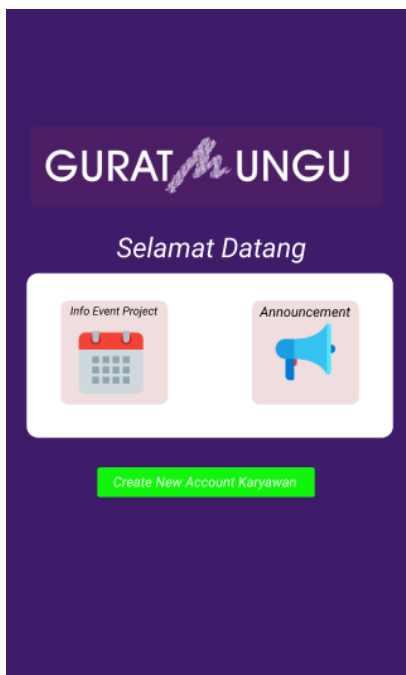 GURAT UNGU
Selamat Datang
Info Event Project
Announcement
Create New Account Karyawan